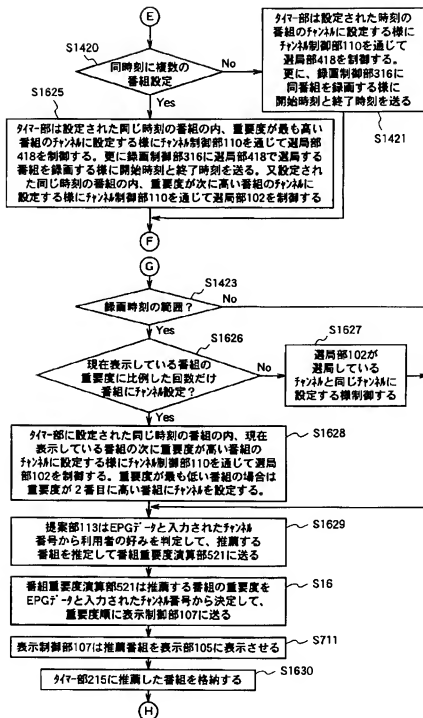 E
S1420
同時刻に複数の
番組設定
No
Yes
タイマー部は設定された時刻の
番組のチャンネルに設定する様に
チャンネル制御部110を通じて
選局部418を制御する。
更に、録画制御部316に
同番組を録画する様に
開始時刻と終了時刻を送る
S1421
S1625
タイマー部は設定された同じ時刻の番組の内、重要度が最も高い
番組のチャンネルに設定する様にチャンネル制御部110を通じて選局部
418を制御する。更に録画制御部316に選局部418で選局する
番組を録画する様に開始時刻と終了時刻を送る。又設定さ
れた同じ時刻の番組の内、重要度が次に高い番組のチャンネルに
設定する様にチャンネル制御部110を通じて選局部102を制御する
F
G
S1423
録画時刻の範囲?
No
Yes
S1626
現在表示している番組の
重要度に比例した回数だけ
番組にチャンネル設定?
No
Yes
S1627
選局部102が
選局している
チャンネルと同じチャンネルに
設定する様制御する
S1628
タイマー部に設定された同じ時刻の番組の内、現在
表示している番組の次に重要度が高い番組の
チャンネルに設定する様にチャンネル制御部110を通じて選局
部102を制御する。重要度が最も低い番組の場合は
重要度が2番目に高い番組にチャンネルを設定する。
S1629
提案部113はEPGデータと入力されたチャンネル
番号から利用者の好みを判定して、推薦する
番組を推定して番組重要度演算部521に送る
S16
番組重要度演算部521は推薦する番組の重要度を
EPGデータと入力されたチャンネル番号から決定して、
重要度順に表示制御部107に送る
S711
表示制御部107は推薦番組を表示部105に表示させる
S1630
タイマー部215に推薦した番組を格納する
H